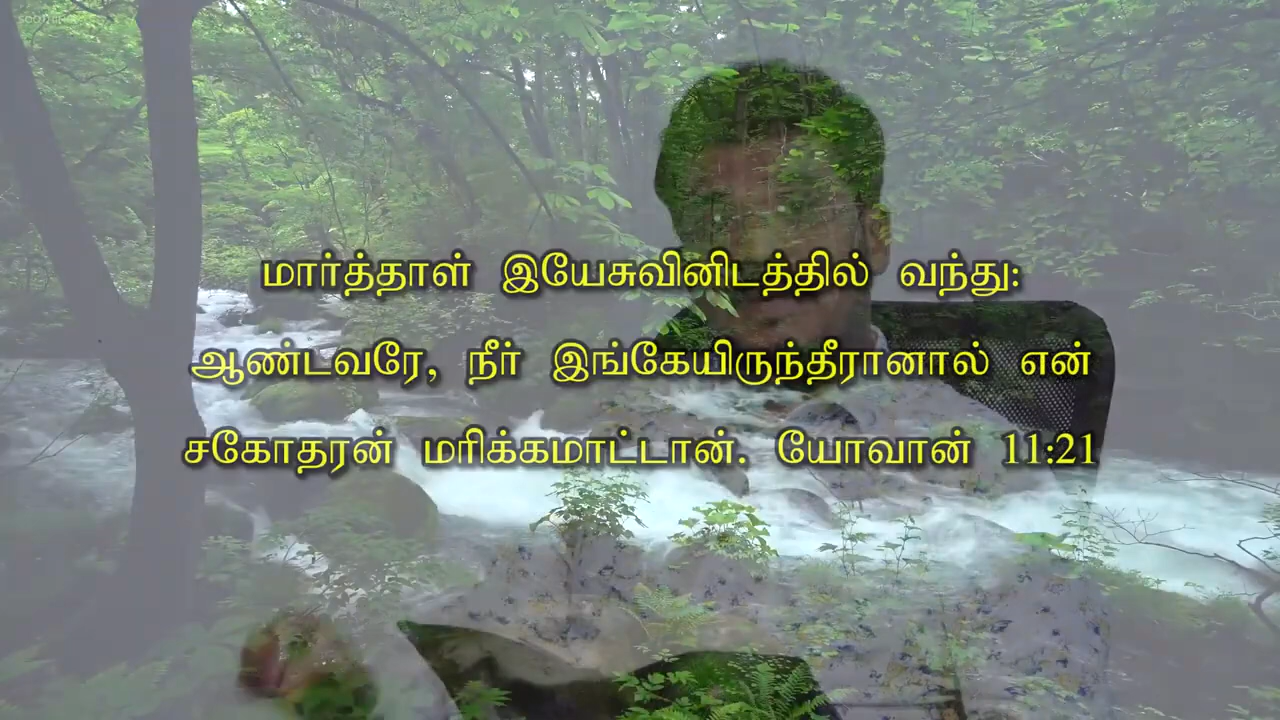 மார்த்தாள் இயேசுவினிடத்தில் வந்து:
ஆண்டவரே, நீர் இங்கேயிருந்தீரானால் என்
சகோதரன் மரிக்கமாட்டான். யோவான் 11:21